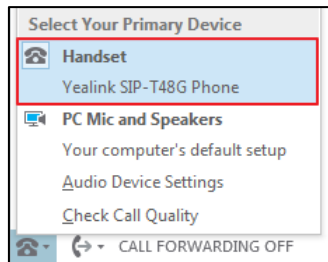 Select Your Primary Device
Handset
Yealink SIP-T48G Phone
PC Mic and Speakers
Your computer's default setup
Audio Device Settings
Check Call Quality
CALL FORWARDING OFF